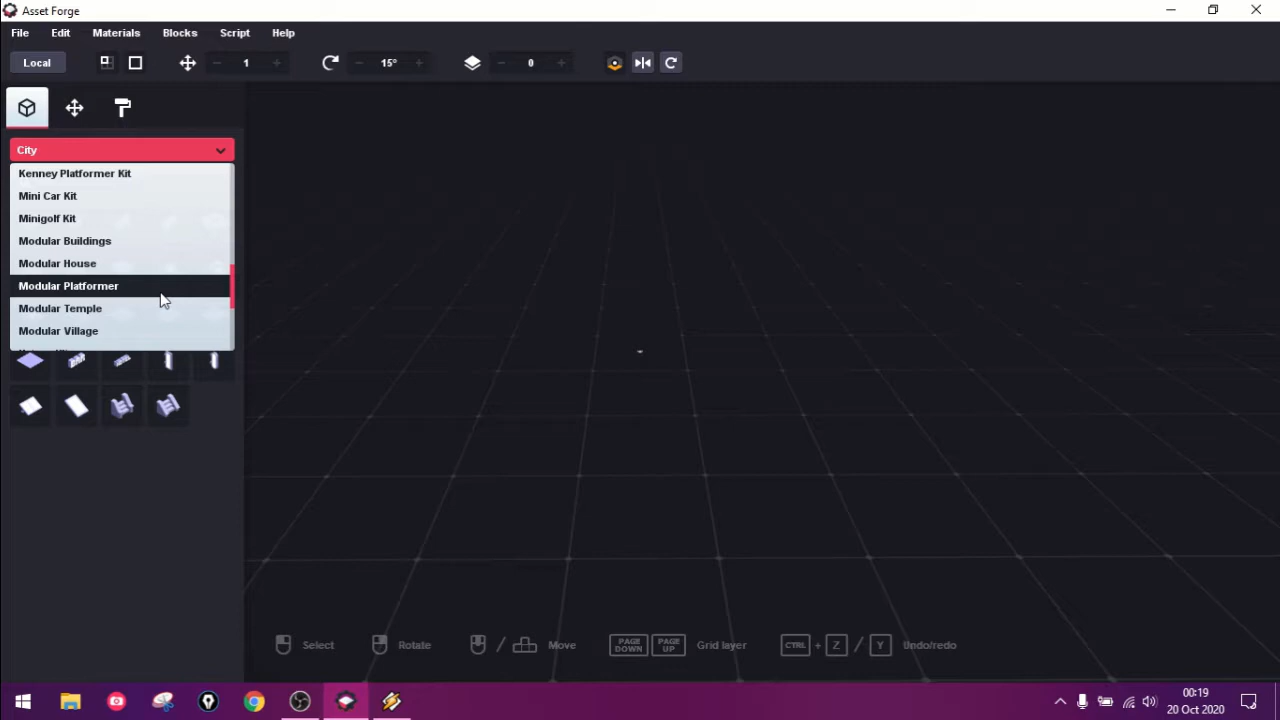 Asset Forge
File Edit Materials Blocks Script Help
Local 1 15° 0
City
Kenney Platformer Kit
Mini Car Kit
Minigolf Kit
Modular Buildings
Modular House
Modular Platformer
Modular Temple
Modular Village
Select Rotate / Move PAGE DOWN PAGE UP Grid layer CTRL + Z / Y Undo/redo
00:19
20 Oct 2020